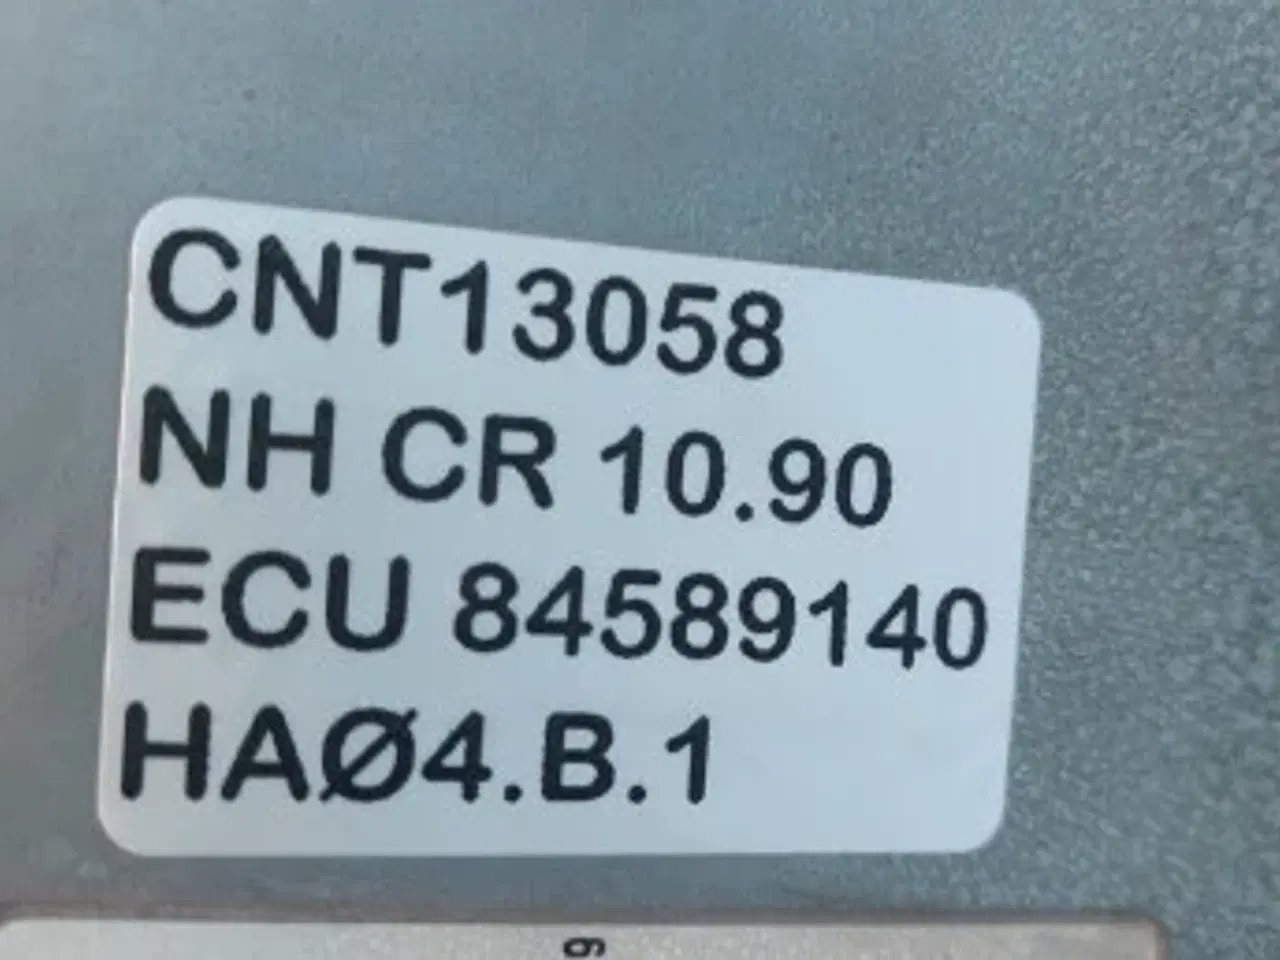 CNT13058
NH CR 10.90
ECU 84589140
HAØ4.B.1